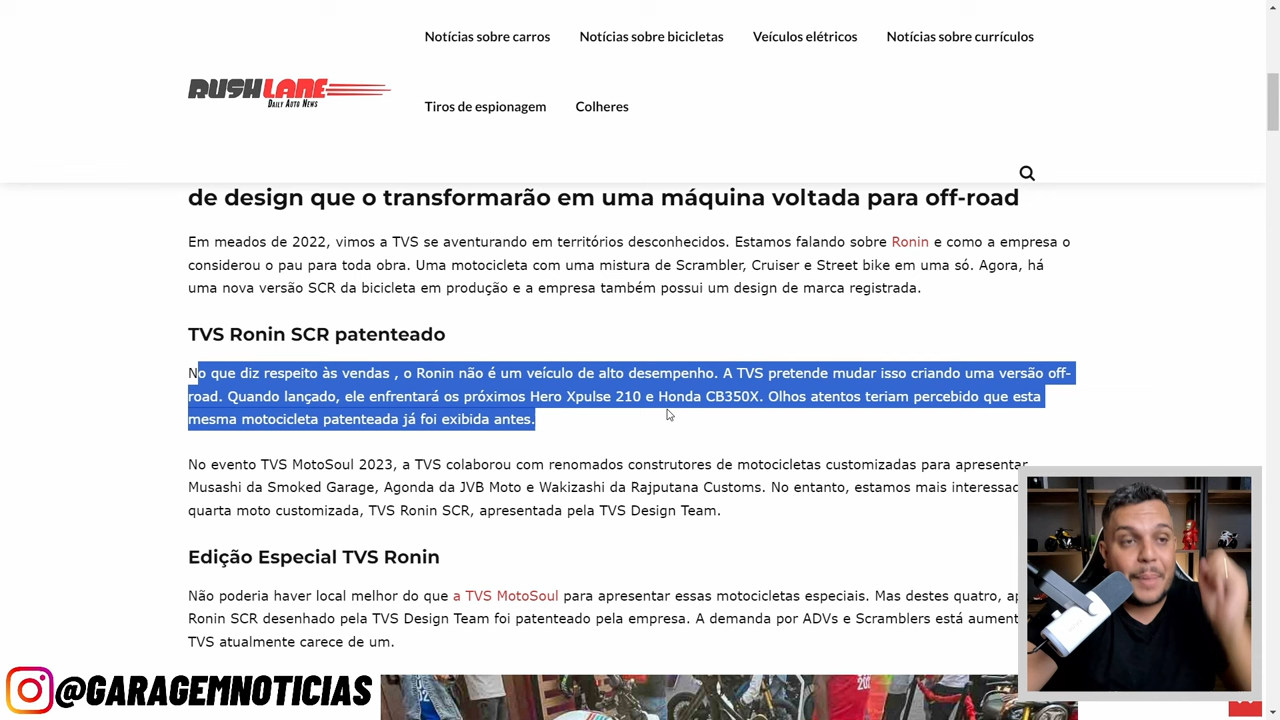 Notícias sobre carros
Notícias sobre bicicletas
Veículos elétricos
Notícias sobre currículos
RUSHLANE
DAILY AUTO NEWS
Tiros de espionagem
Colheres
de design que o transformarão em uma máquina voltada para off-road
Em meados de 2022, vimos a TVS se aventurando em territórios desconhecidos. Estamos falando sobre Ronin e como a empresa o
considerou o pau para toda obra. Uma motocicleta com uma mistura de Scrambler, Cruiser e Street bike em uma só. Agora, há
uma nova versão SCR da bicicleta em produção e a empresa também possui um design de marca registrada.
TVS Ronin SCR patenteado
No que diz respeito às vendas , o Ronin não é um veículo de alto desempenho. A TVS pretende mudar isso criando uma versão off-
road. Quando lançado, ele enfrentará os próximos Hero Xpulse 210 e Honda CB350X. Olhos atentos teriam percebido que esta
mesma motocicleta patenteada já foi exibida antes.
No evento TVS MotoSoul 2023, a TVS colaborou com renomados construtores de motocicletas customizadas para apresentar
Musashi da Smoked Garage, Agonda da JVB Moto e Wakizashi da Rajputana Customs. No entanto, estamos mais
quarta moto customizada, TVS Ronin SCR, apresentada pela TVS Design Team.
Edição Especial TVS Ronin
Não poderia haver local melhor do que a TVS MotoSoul para apresentar essas motocicletas especiais. Mas destes quatro,
Ronin SCR desenhado pela TVS Design Team foi patenteado pela empresa. A demanda por ADVs e Scramblers está
TVS atualmente carece de um.
@GARAGEMNOTICIAS